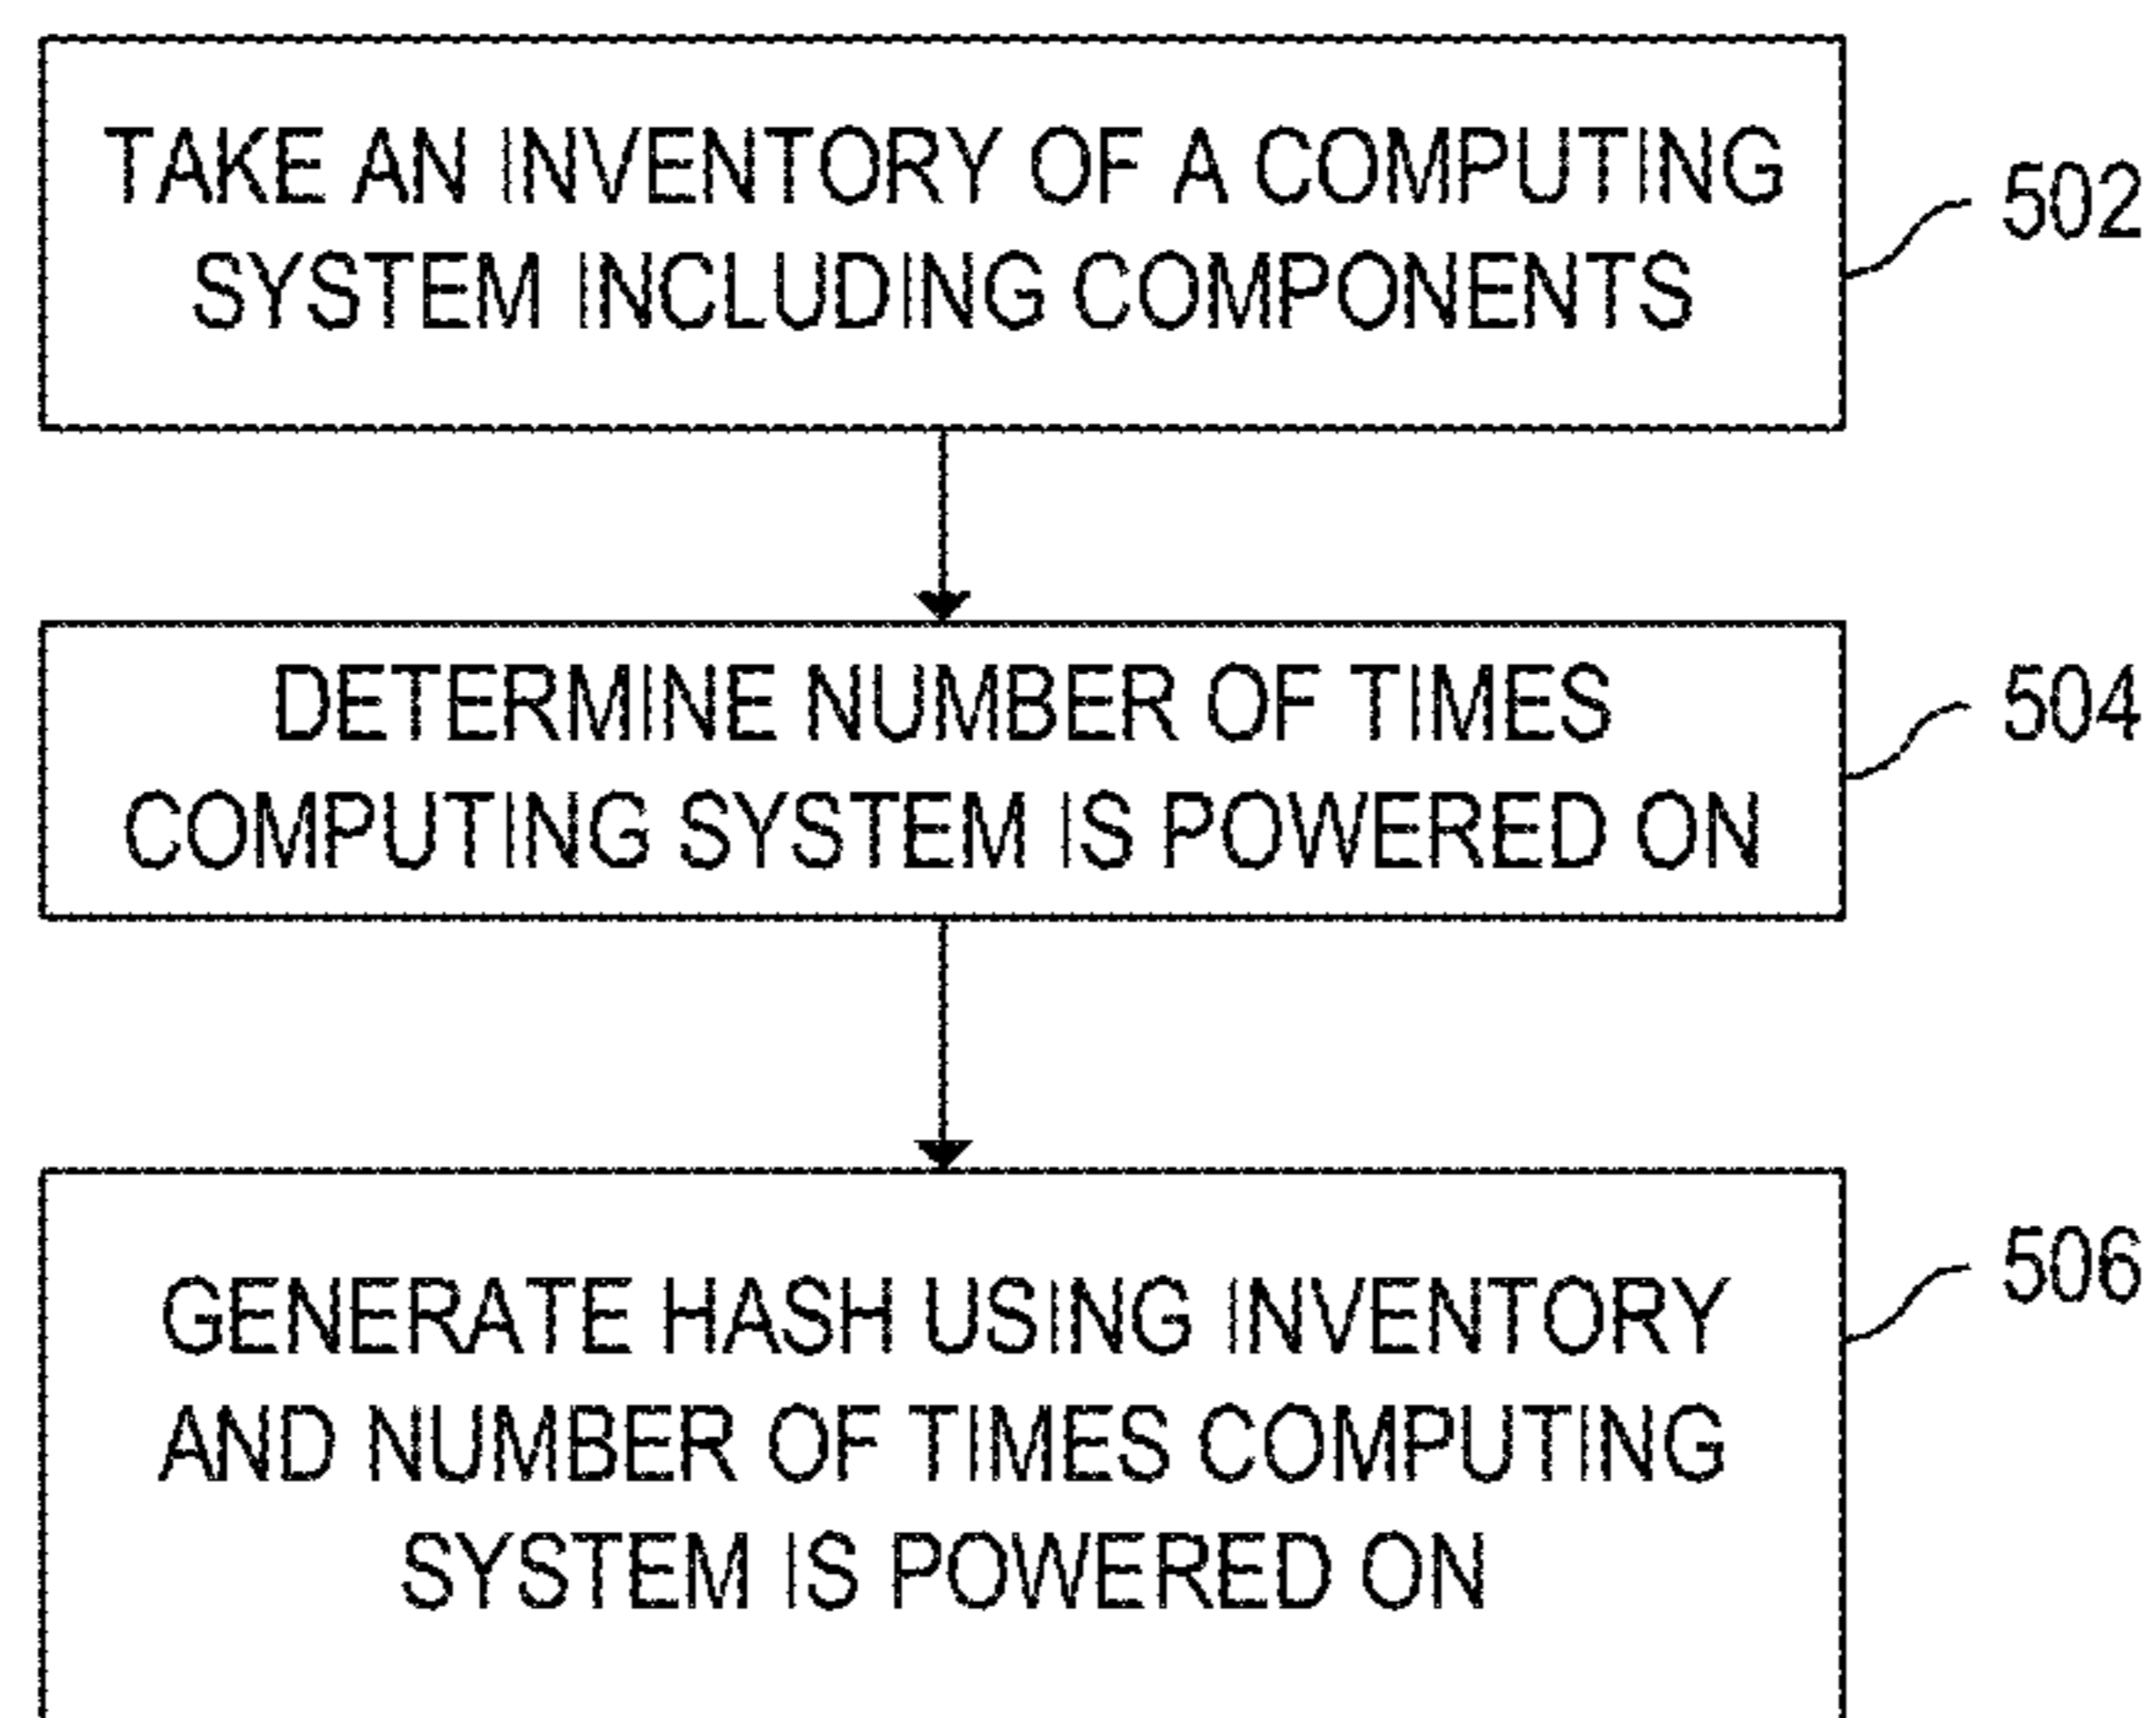 TAKE AN INVENTORY OF A COMPUTING
SYSTEM INCLUDING COMPONENTS
502
DETERMINE NUMBER OF TIMES
COMPUTING SYSTEM IS POWERED ON
504
GENERATE HASH USING INVENTORY
AND NUMBER OF TIMES COMPUTING
SYSTEM IS POWERED ON
506